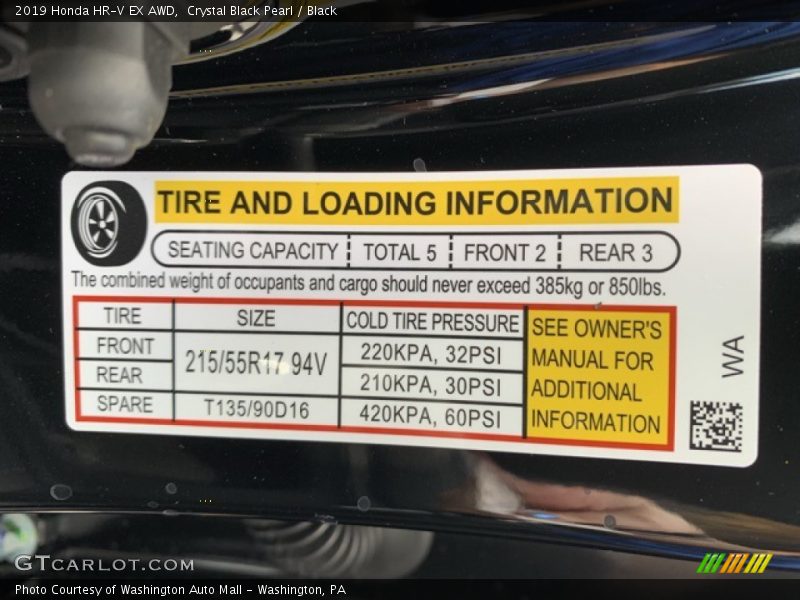 2019 Honda HR-V EX AWD, Crystal Black Pearl / Black
TIRE AND LOADING INFORMATION
SEATING CAPACITY TOTAL 5 FRONT 2 REAR 3
The combined weight of occupants and cargo should never exceed 385kg or 850lbs.
TIRE SIZE COLD TIRE PRESSURE
FRONT 215/55R17 94V 220KPA, 32PSI
REAR 210KPA, 30PSI
SPARE T135/90D16 420KPA, 60PSI
SEE OWNER'S
MANUAL FOR
ADDITIONAL
INFORMATION
WA
GTCARLOT.COM
Photo Courtesy of Washington Auto Mall - Washington, PA